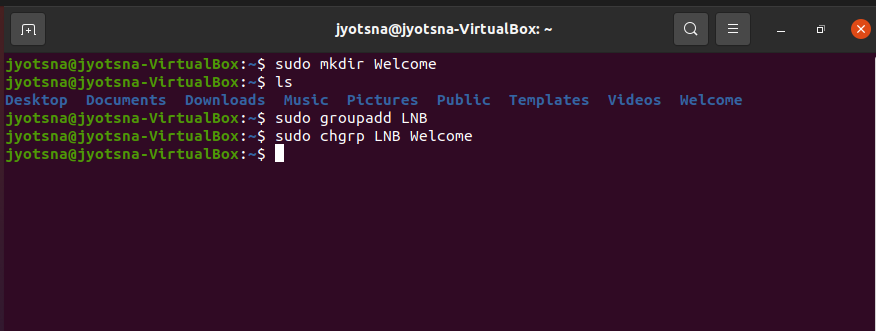 jyotsna@jyotsna-VirtualBox: ~
jyotsna@jyotsna-VirtualBox:~$ sudo mkdir Welcome
jyotsna@jyotsna-VirtualBox:~$ ls
Desktop  Documents  Downloads  Music  Pictures  Public  Templates  Videos  Welcome
jyotsna@jyotsna-VirtualBox:~$ sudo groupadd LNB
jyotsna@jyotsna-VirtualBox:~$ sudo chgrp LNB Welcome
jyotsna@jyotsna-VirtualBox:~$